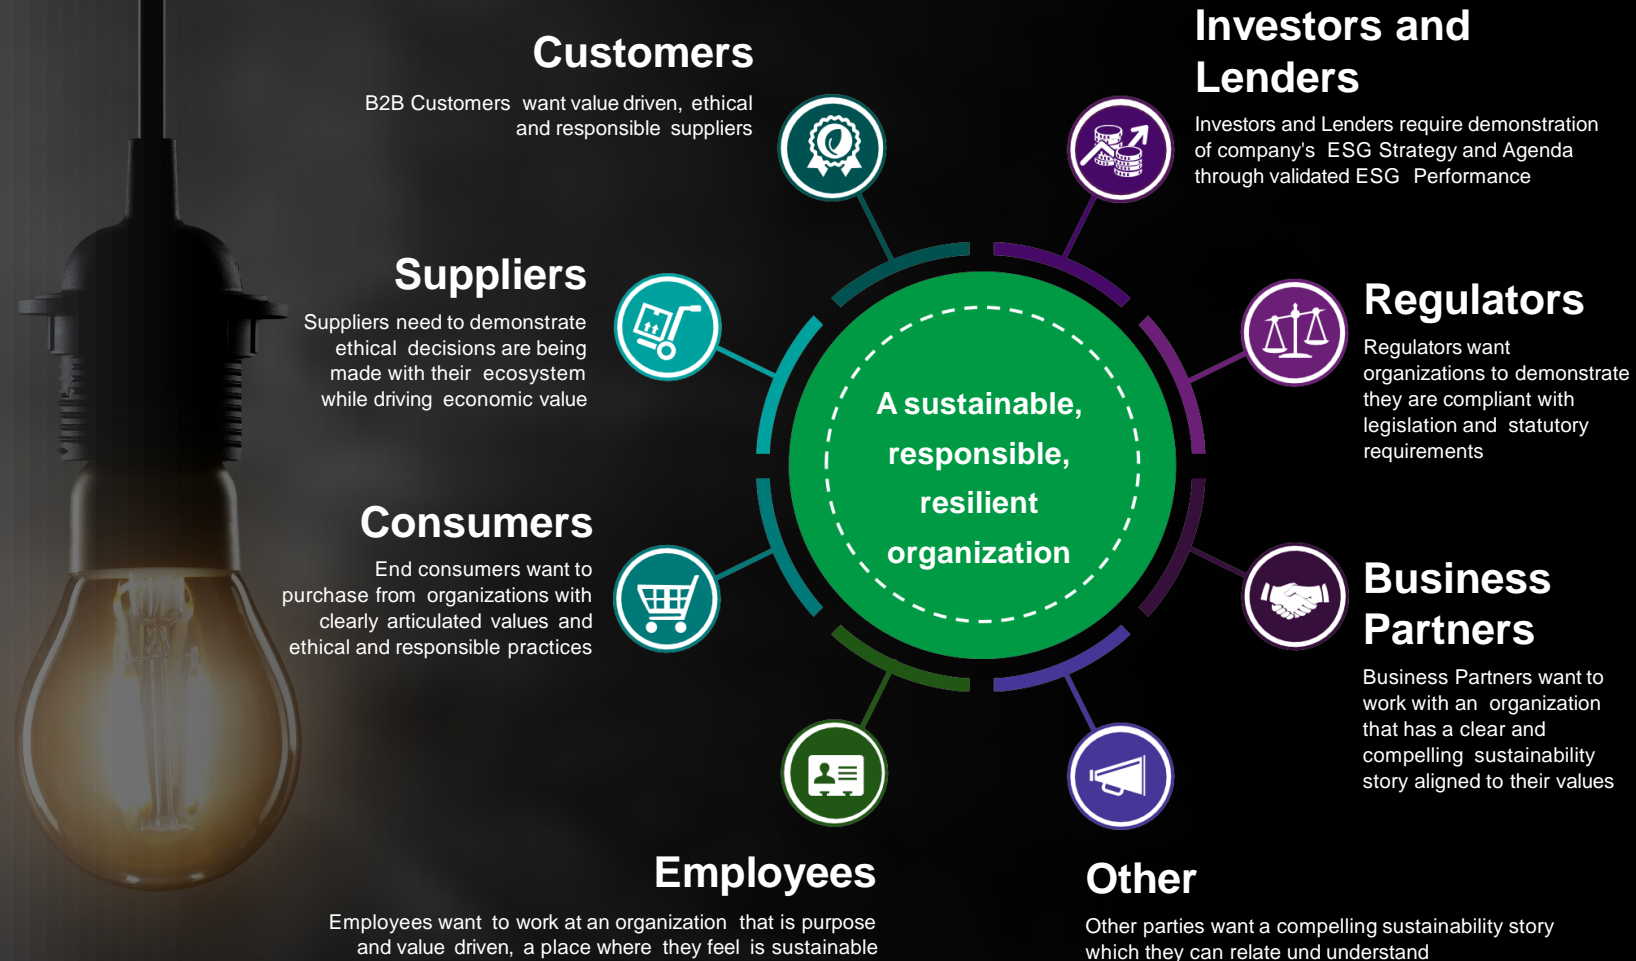 Customers
B2B Customers want value driven, ethical
and responsible suppliers
Investors and
Lenders
Investors and Lenders require demonstration
of company's ESG Strategy and Agenda
through validated ESG Performance
Suppliers
Suppliers need to demonstrate
ethical decisions are being
made with their ecosystem
while driving economic value
Regulators
Regulators want
organizations to demonstrate
they are compliant with
legislation and statutory
requirements
A sustainable,
responsible,
resilient
organization
Consumers
End consumers want to
purchase from organizations with
clearly articulated values and
ethical and responsible practices
Business
Partners
Business Partners want to
work with an organization
that has a clear and
compelling sustainability
story aligned to their values
Employees
Employees want to work at an organization that is purpose
and value driven, a place where they feel is sustainable
Other
Other parties want a compelling sustainability story
which they can relate und understand